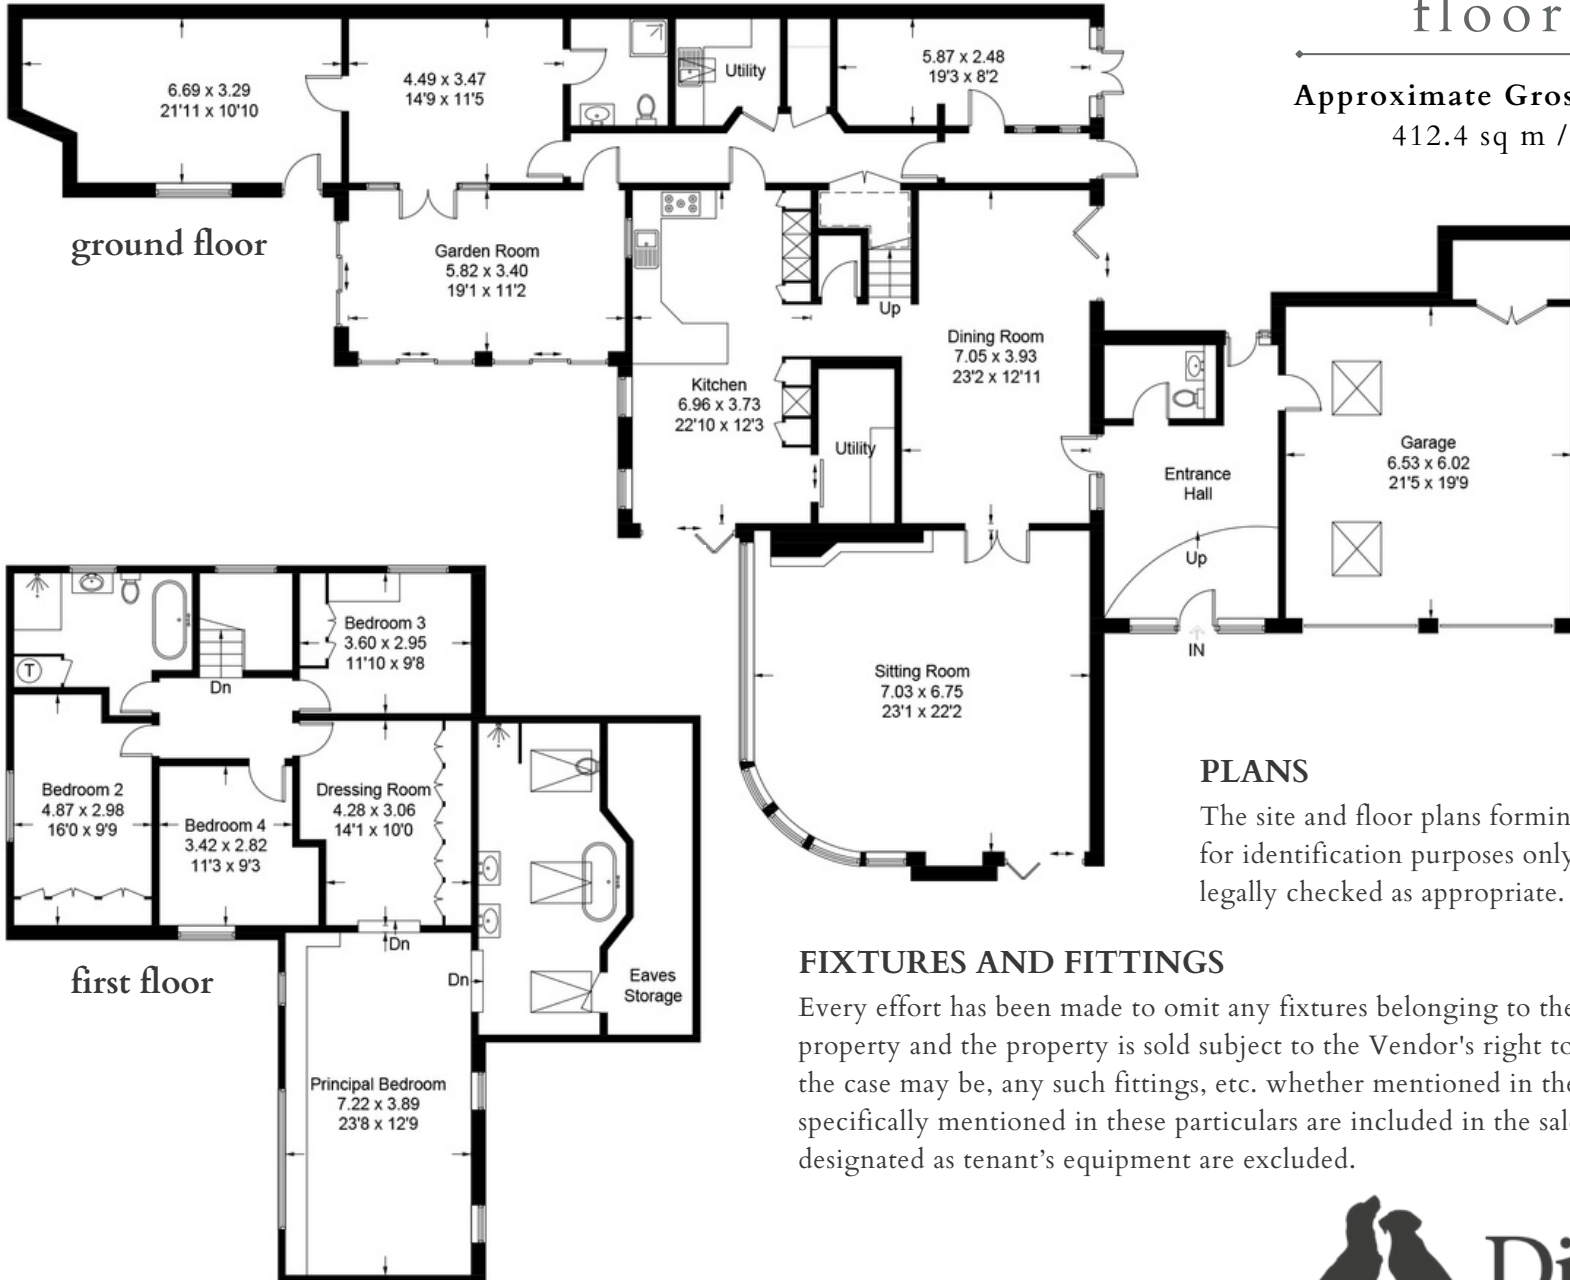 floor
Approximate Gros
412.4 sq m /
6.69 x 3.29
21'11 x 10'10
4.49 x 3.47
14'9 x 11'5
Utility
5.87 x 2.48
19'3 x 8'2
ground floor
Garden Room
5.82 x 3.40
19'1 x 11'2
Up
Kitchen
6.96 x 3.73
22'10 x 12'3
Utility
Dining Room
7.05 x 3.93
23'2 x 12'11
Entrance
Hall
Up
IN
Garage
6.53 x 6.02
21'5 x 19'9
Sitting Room
7.03 x 6.75
23'1 x 22'2
T
Dn
Bedroom 3
3.60 x 2.95
11'10 x 9'8
Bedroom 2
4.87 x 2.98
16'0 x 9'9
Bedroom 4
3.42 x 2.82
11'3 x 9'3
Dressing Room
4.28 x 3.06
14'1 x 10'0
Dn
Dn
Eaves
Storage
first floor
Principal Bedroom
7.22 x 3.89
23'8 x 12'9
PLANS
The site and floor plans formin
for identification purposes only
legally checked as appropriate.
FIXTURES AND FITTINGS
Every effort has been made to omit any fixtures belonging to the
property and the property is sold subject to the Vendor's right to
the case may be, any such fittings, etc. whether mentioned in the
specifically mentioned in these particulars are included in the sal
designated as tenant’s equipment are excluded.
Di